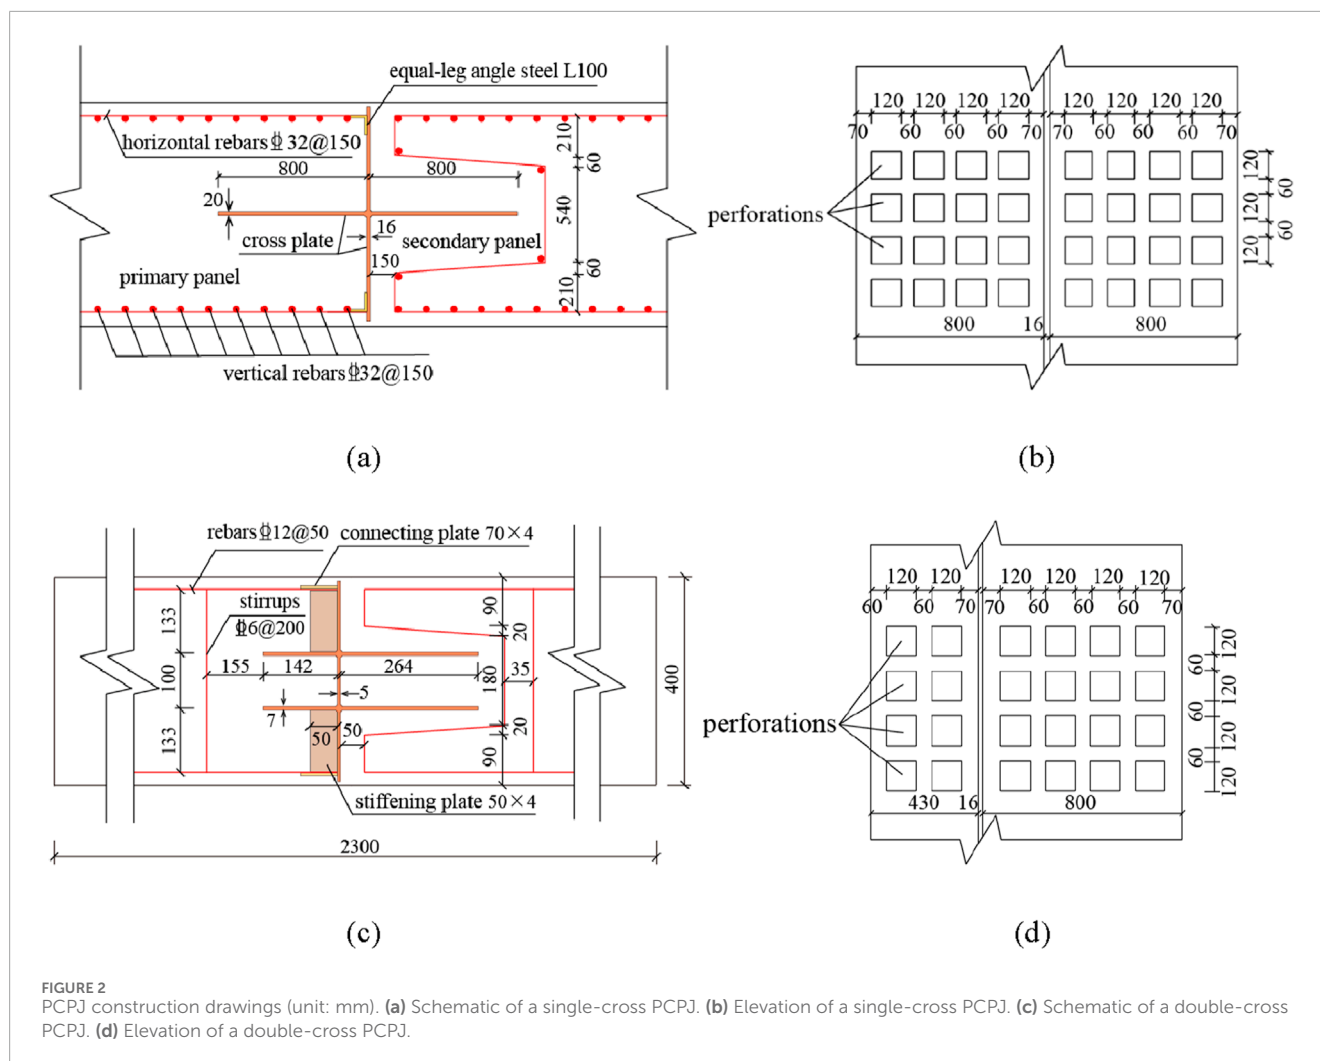 equal-leg angle steel L100
horizontal rebars ⌀ 32@150
800
800
20
16
cross plate
secondary panel
150
primary panel
210
60
540
60
210
vertical rebars ⌀32@150
(a)
120 120 120 120
120 120 120 120
70 60 60 60 70
70 60 60 60 70
perforations
120
60
120
60
120
800 16 800
(b)
rebars ⌀12@50
connecting plate 70×4
stirrups
⌀6@200
133
100
133
155 142 264
5
7
50 50
90
20
180
35
20
90
400
stiffening plate 50×4
2300
(c)
120 120
120 120 120 120
60 60 70
70 60 60 60 70
perforations
120
60
120
60
120
60
120
430 16 800
(d)
FIGURE 2
PCPJ construction drawings (unit: mm). (a) Schematic of a single-cross PCPJ. (b) Elevation of a single-cross PCPJ. (c) Schematic of a double-cross
PCPJ. (d) Elevation of a double-cross PCPJ.